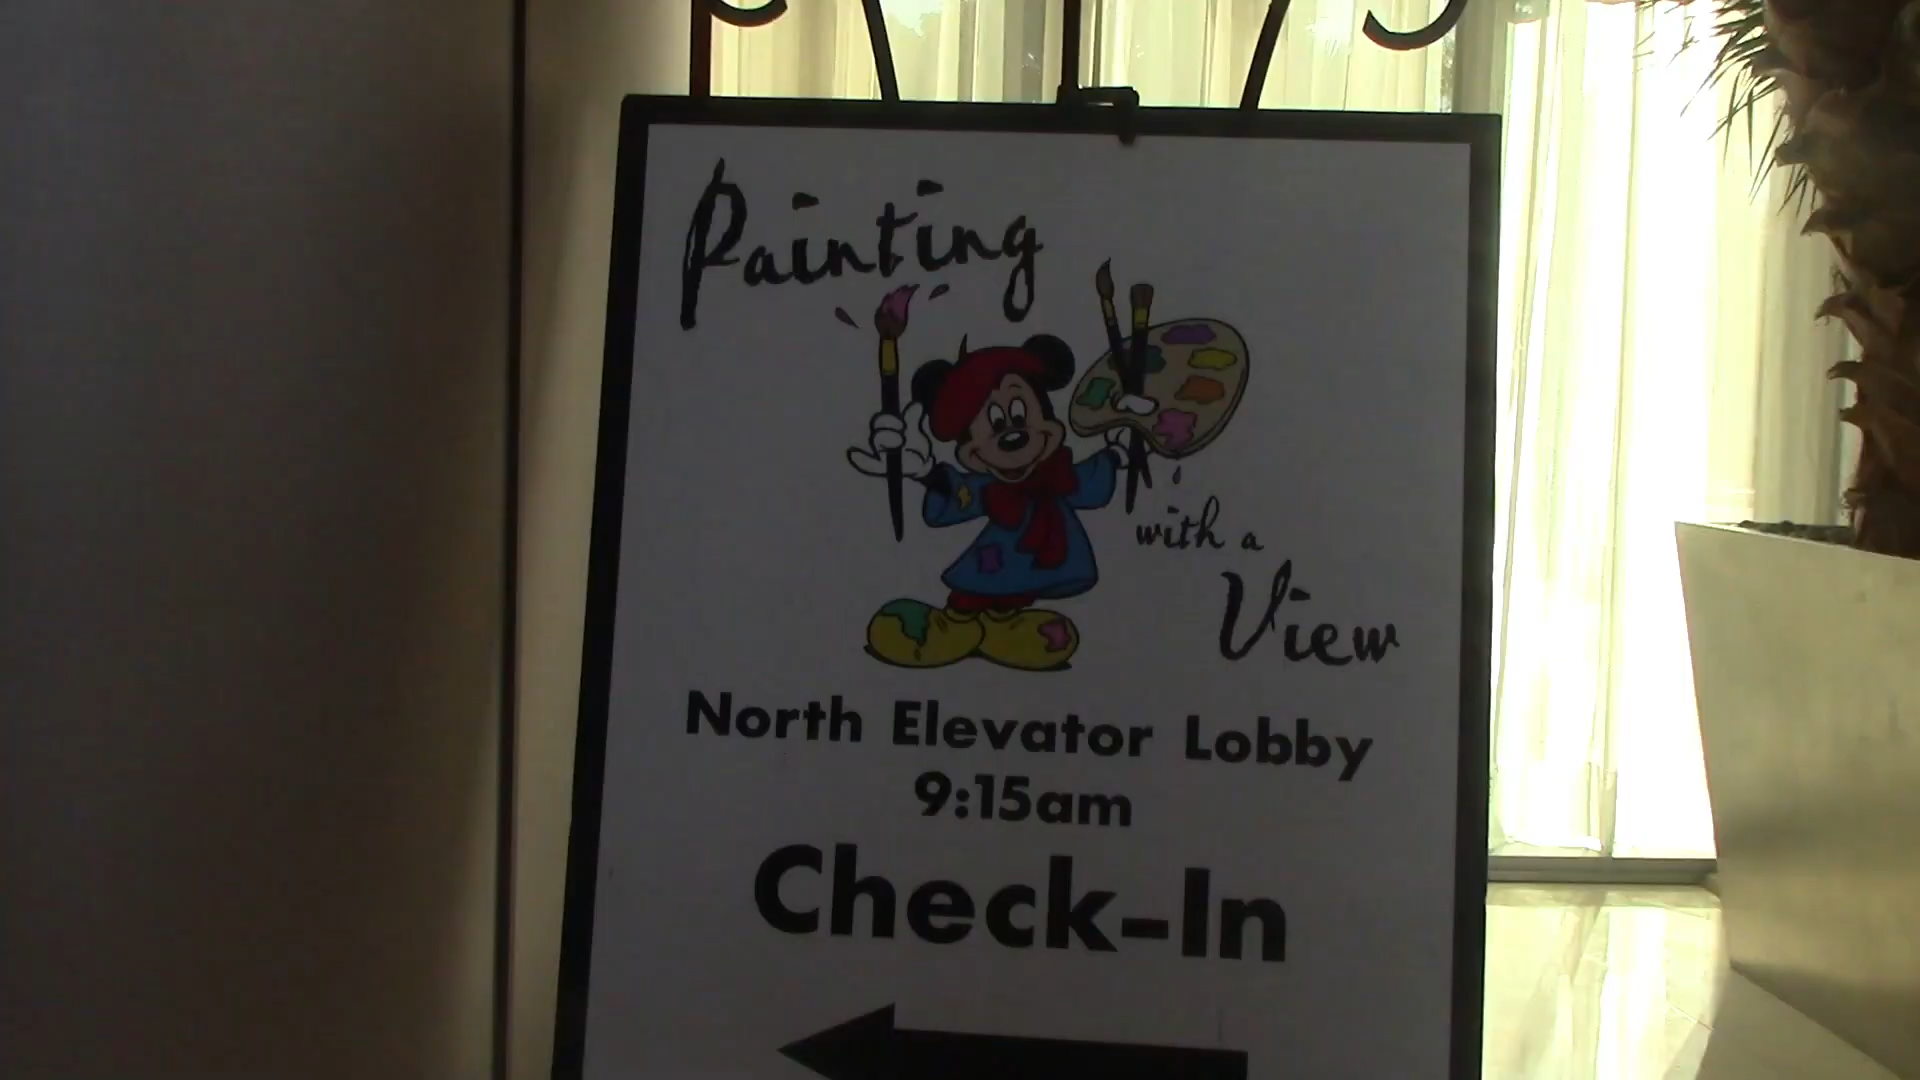 Painting
with a
View
North Elevator Lobby
9:15am
Check-In